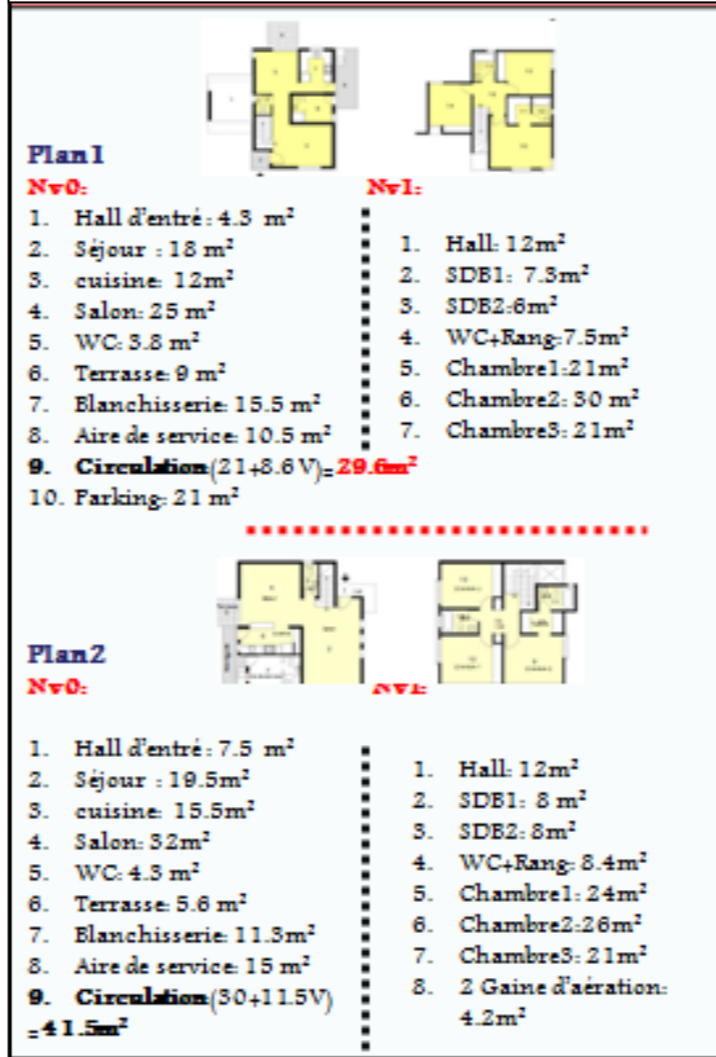 Plan1
Nv0:
1. Hall d'entré : 4.3 m²
2. Séjour : 18 m²
3. cuisine: 12m²
4. Salon: 25 m²
5. WC: 3.8 m²
6. Terrasse: 9 m²
7. Blanchisserie: 15.5 m²
8. Aire de service: 10.5 m²
9. Circulation(21+8.6V)=29.6m²
10. Parking: 21 m²
Nv1:
1. Hall: 12m²
2. SDB1: 7.3m²
3. SDB2:6m²
4. WC+Rang:7.5m²
5. Chambre1:21m²
6. Chambre2: 30 m²
7. Chambre3: 21m²
Plan2
Nv0:
1. Hall d'entré : 7.5 m²
2. Séjour : 19.5m²
3. cuisine: 15.5m²
4. Salon: 32m²
5. WC: 4.3 m²
6. Terrasse: 5.6 m²
7. Blanchisserie: 11.3m²
8. Aire de service: 15 m²
9. Circulation(30+11.5V)
=41.5m²
Nv1:
1. Hall: 12m²
2. SDB1: 8 m²
3. SDB2: 8m²
4. WC+Rang: 8.4m²
5. Chambre1: 24m²
6. Chambre2:26m²
7. Chambre3: 21m²
8. 2 Gaine d'aération:
4.2m²